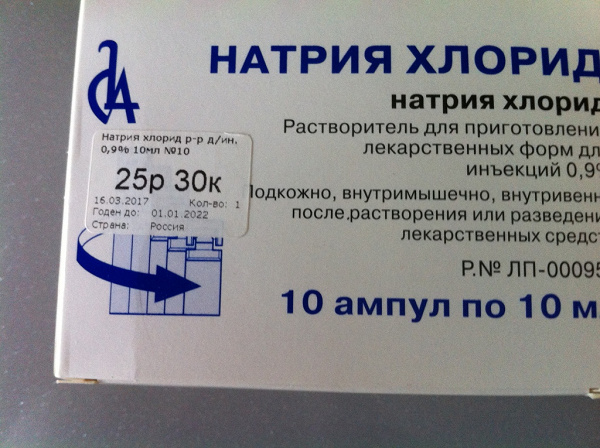 НАТРИЯ ХЛОРИД
натрия хлорид
Растворитель для приготовлени
лекарственных форм дл
инъекций 0,9%
Подкожно, внутримышечно, внутривенн
после.растворения или разведени
лекарственных средст
Р.№ ЛП-00095
10 ампул по 10 м
Натрия хлорид р-р д/ин.
0,9% 10мл №10
25р 30к
16.03.2017 Кол-во: 1
Годен до: 01.01.2022
Страна: Россия